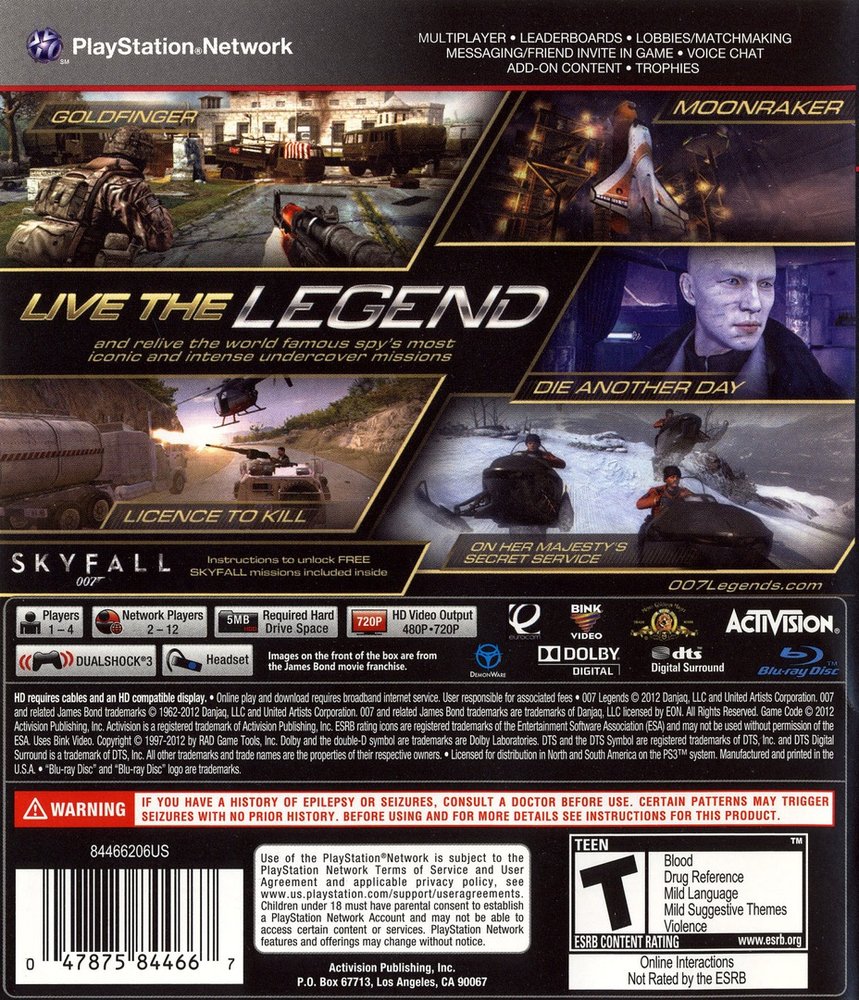 PlayStation®Network
SM
MULTIPLAYER • LEADERBOARDS • LOBBIES/MATCHMAKING
MESSAGING/FRIEND INVITE IN GAME • VOICE CHAT
ADD-ON CONTENT • TROPHIES
GOLDFINGER
MOONRAKER
LIVE THE LEGEND
and relive the world famous spy's most
iconic and intense undercover missions
DIE ANOTHER DAY
LICENCE TO KILL
ON HER MAJESTY'S
SECRET SERVICE
SKYFALL
007
Instructions to unlock FREE
SKYFALL missions included inside
007Legends.com
Players
1 – 4
Network Players
2 – 12
5MB
Required Hard
Drive Space
720P
HD Video Output
480P•720P
eurocom
BINK
VIDEO
ACTIVISION®
DUALSHOCK®3
Headset
Images on the front of the box are from
the James Bond movie franchise.
DEMONWARE
DOLBY
DIGITAL
dts
Digital Surround
Blu-ray Disc™
HD requires cables and an HD compatible display. • Online play and download requires broadband internet service. User responsible for associated fees • 007 Legends © 2012 Danjaq, LLC and United Artists Corporation. 007
and related James Bond trademarks © 1962-2012 Danjaq, LLC and United Artists Corporation. 007 and related James Bond trademarks are trademarks of Danjaq, LLC licensed by EON. All Rights Reserved. Game Code © 2012
Activision Publishing, Inc. Activision is a registered trademark of Activision Publishing, Inc. ESRB rating icons are registered trademarks of the Entertainment Software Association (ESA) and may not be used without permission of the
ESA. Uses Bink Video. Copyright © 1997-2012 by RAD Game Tools, Inc. Dolby and the double-D symbol are trademarks are Dolby Laboratories. DTS and the DTS Symbol are registered trademarks of DTS, Inc. and DTS Digital
Surround is a trademark of DTS, Inc. All other trademarks and trade names are the properties of their respective owners. • Licensed for distribution in North and South America on the PS3™ system. Manufactured and printed in the
U.S.A. • "Blu-ray Disc" and "Blu-ray Disc" logo are trademarks.
WARNING
IF YOU HAVE A HISTORY OF EPILEPSY OR SEIZURES, CONSULT A DOCTOR BEFORE USE. CERTAIN PATTERNS MAY TRIGGER
SEIZURES WITH NO PRIOR HISTORY. BEFORE USING AND FOR MORE DETAILS SEE INSTRUCTIONS FOR THIS PRODUCT.
84466206US
0 47875 84466 7
Use of the PlayStation®Network is subject to the
PlayStation Network Terms of Service and User
Agreement and applicable privacy policy, see
www.us.playstation.com/support/useragreements.
Children under 18 must have parental consent to establish
a PlayStation Network Account and may not be able to
access certain content or services. PlayStation Network
features and offerings may change without notice.
Activision Publishing, Inc.
P.O. Box 67713, Los Angeles, CA 90067
TEEN
TM
T
Blood
Drug Reference
Mild Language
Mild Suggestive Themes
Violence
ESRB CONTENT RATING
www.esrb.org
Online Interactions
Not Rated by the ESRB